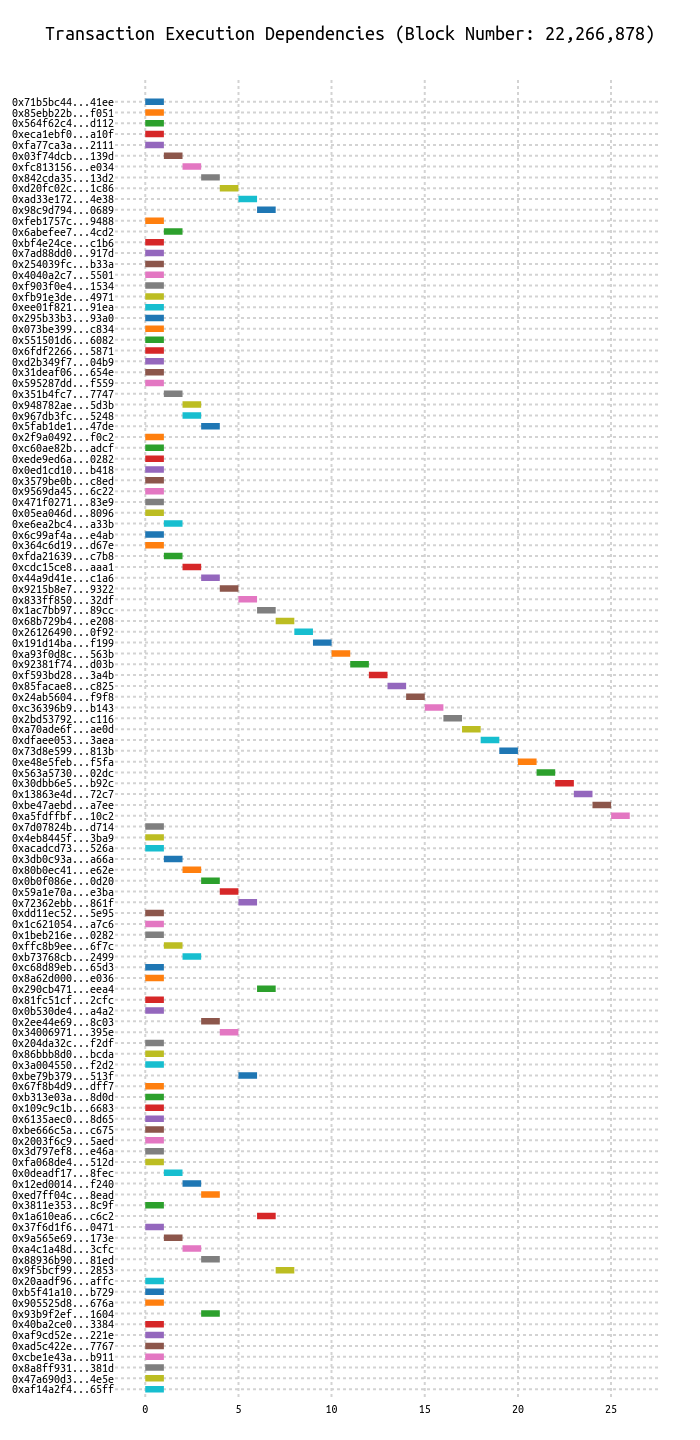 Transaction Execution Dependencies (Block Number: 22,266,878)
0x71b5bc44...41ee
0x85ebb22b...f051
0x564f62c4...d112
0xeca1ebf0...a10f
0xfa77ca3a...2111
0x03f74dcb...139d
0xfc813156...e034
0x842cda35...13d2
0xd20fc02c...1c86
0xad33e172...4e38
0x98c9d794...0689
0xfeb1757c...9488
0x6abefee7...4cd2
0xbf4e24ce...c1b6
0x7ad88dd0...917d
0x254039fc...b33a
0x4040a2c7...5501
0xf903f0e4...1534
0xfb91e3de...4971
0xee01f821...91ea
0x295b33b3...93a0
0x073be399...c834
0x551501d6...6082
0x6fdf2266...5871
0xd2b349f7...04b9
0x31deaf06...654e
0x595287dd...f559
0x351b4fc7...7747
0x948782ae...5d3b
0x967db3fc...5248
0x5fab1de1...47de
0x2f9a0492...f0c2
0xc60ae82b...adcf
0xede9ed6a...0282
0x0ed1cd10...b418
0x3579be0b...c8ed
0x9569da45...6c22
0x471f0271...83e9
0x05ea046d...8096
0xe6ea2bc4...a33b
0x6c99af4a...e4ab
0x364c6d19...d67e
0xfda21639...c7b8
0xcdc15ce8...aaa1
0x44a9d41e...c1a6
0x9215b8e7...9322
0x833ff850...32df
0x1ac7bb97...89cc
0x68b729b4...e208
0x26126490...0f92
0x191d14ba...f199
0xa93f0d8c...563b
0x92381f74...d03b
0xf593bd28...3a4b
0x85facae8...c825
0x24ab5604...f9f8
0xc36396b9...b143
0x2bd53792...c116
0xa70ade6f...ae0d
0xdfaee053...3aea
0x73d8e599...813b
0xe48e5feb...f5fa
0x563a5730...02dc
0x30dbb6e5...b92c
0x13863e4d...72c7
0xbe47aebd...a7ee
0xa5fdffbf...10c2
0x7d07824b...d714
0x4eb8445f...3ba9
0xacadcd73...526a
0x3db0c93a...a66a
0x80b0ec41...e62e
0x0b0f086e...0d20
0x59a1e70a...e3ba
0x72362ebb...861f
0xdd11ec52...5e95
0x1c621054...a7c6
0x1beb216e...0282
0xffc8b9ee...6f7c
0xb73768cb...2499
0xc68d89eb...65d3
0x8a62d000...e036
0x290cb471...eea4
0x81fc51cf...2cfc
0x0b530de4...a4a2
0x2ee44e69...8c03
0x34006971...395e
0x204da32c...f2df
0x86bbb8d0...bcda
0x3a004550...f2d2
0xbe79b379...513f
0x67f8b4d9...dff7
0xb313e03a...8d0d
0x109c9c1b...6683
0x6135aec0...8d65
0xbe666c5a...c675
0x2003f6c9...5aed
0x3d797ef8...e46a
0xfa068de4...512d
0x0deadf17...8fec
0x12ed0014...f240
0xed7ff04c...8ead
0x3811e353...8c9f
0x1a610ea6...c6c2
0x37f6d1f6...0471
0x9a565e69...173e
0xa4c1a48d...3cfc
0x88936b90...81ed
0x9f5bcf99...2853
0x20aadf96...affc
0xb5f41a10...b729
0x905525d8...676a
0x93b9f2ef...1604
0x40ba2ce0...3384
0xaf9cd52e...221e
0xad5c422e...7767
0xcbe1e43a...b911
0x8a8ff931...381d
0x47a690d3...4e5e
0xaf14a2f4...65ff
0 5 10 15 20 25